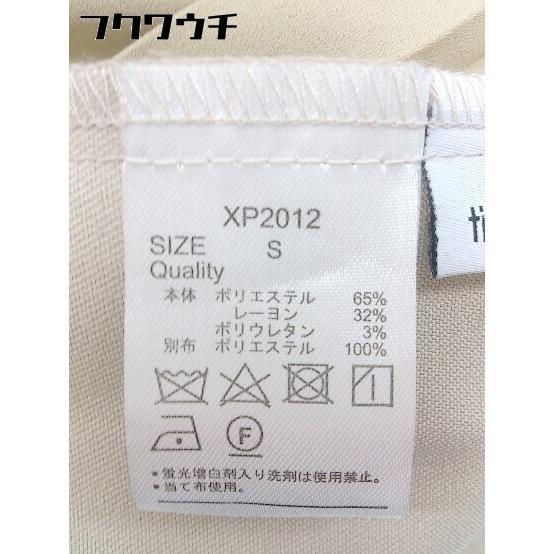 フクワウチ
XP2012
SIZE S
Quality
本体 ポリエステル 65%
レーヨン 32%
ポリウレタン 3%
別布 ポリエステル 100%
F
*蛍光増白剤入り洗剤は使用禁止。
*当て布使用。